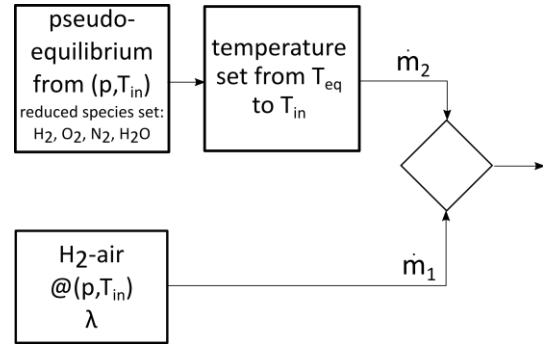 pseudo-
equilibrium
from (p,T_in)
reduced species set:
H₂, O₂, N₂, H₂O
temperature
set from T_eq
to T_in
ṁ₂
H₂-air
@(p,T_in)
λ
ṁ₁